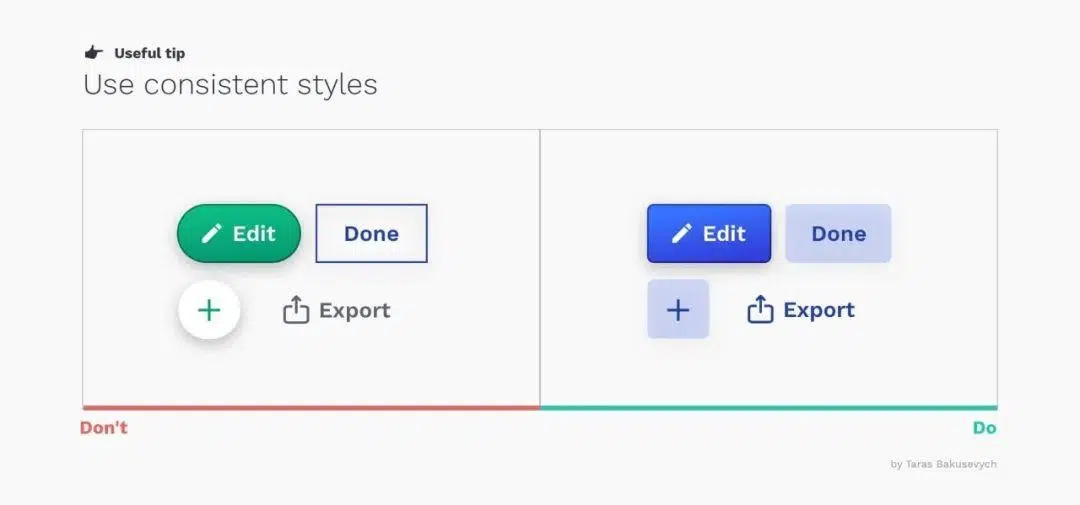 Useful tip
Use consistent styles
Edit
Done
+
Export
Edit
Done
+
Export
Don't
Do
by Taras Bakusevych